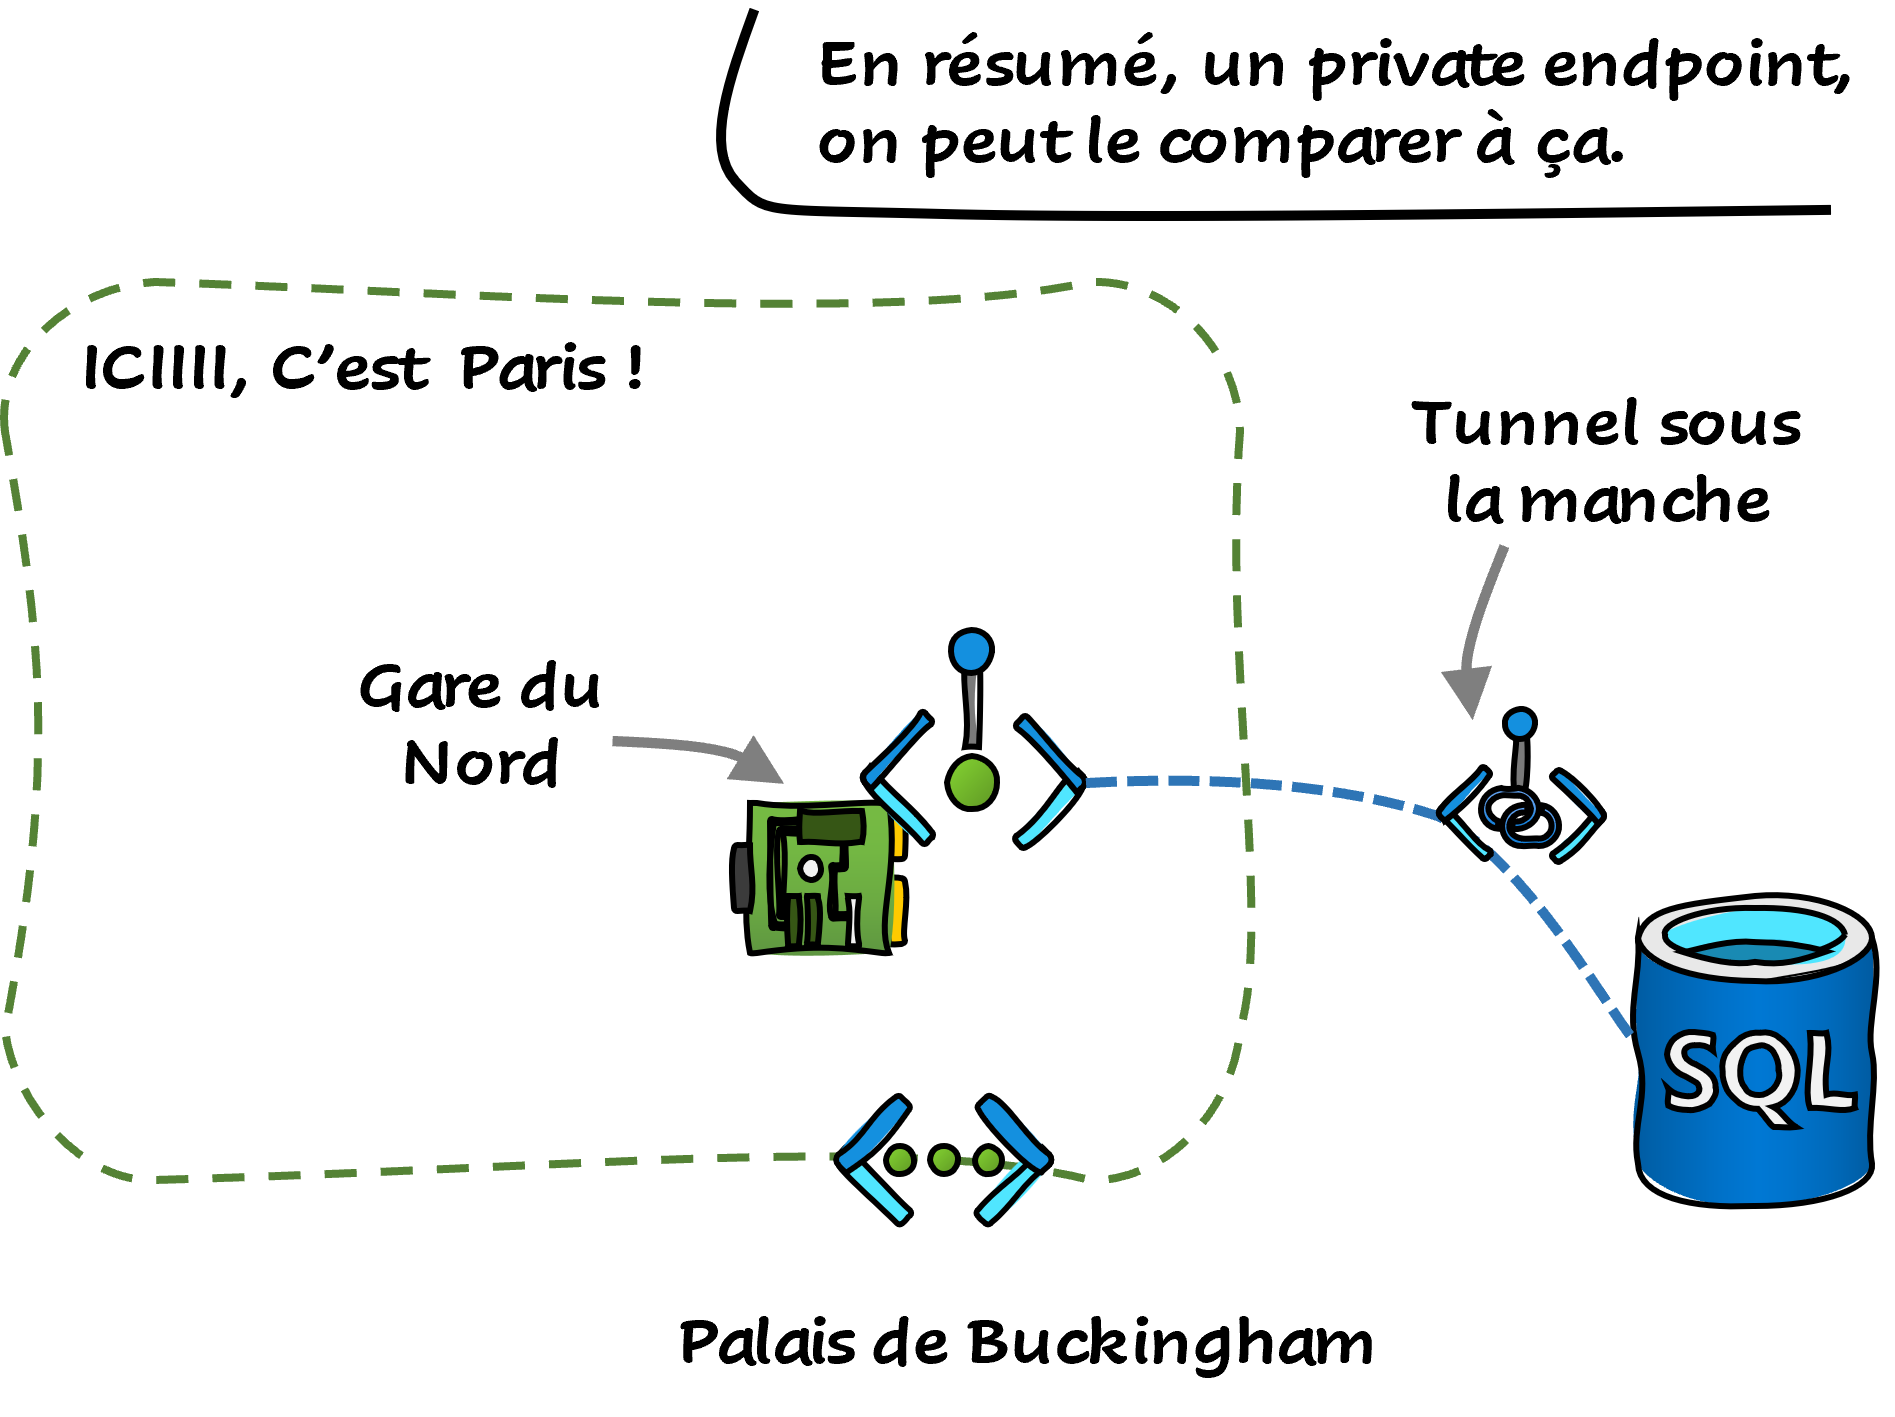 En résumé, un private endpoint,
on peut le comparer à ça.
ICIIII, C’est Paris !
Tunnel sous
la manche
Gare du
Nord
SQL
Palais de Buckingham